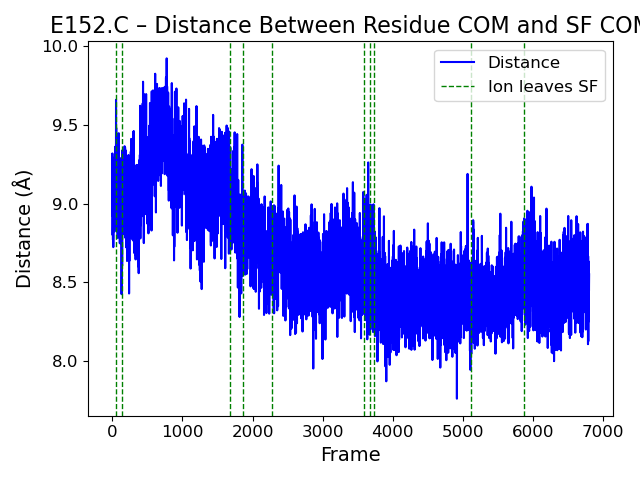 E152.C – Distance Between Residue COM and SF COM
10.0
9.5
9.0
8.5
8.0
Distance (Å)
Distance
Ion leaves SF
0 1000 2000 3000 4000 5000 6000 7000
Frame